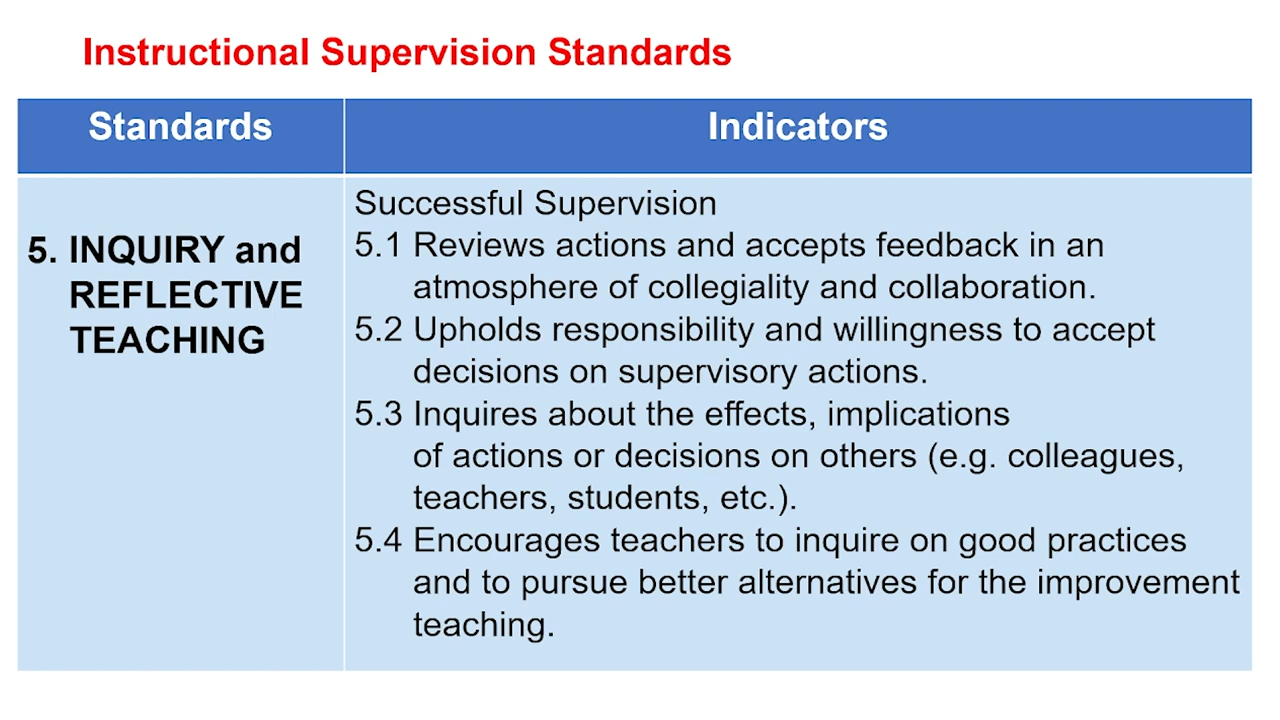 Instructional Supervision Standards
Standards
Indicators
5. INQUIRY and
REFLECTIVE
TEACHING
Successful Supervision
5.1 Reviews actions and accepts feedback in an
atmosphere of collegiality and collaboration.
5.2 Upholds responsibility and willingness to accept
decisions on supervisory actions.
5.3 Inquires about the effects, implications
of actions or decisions on others (e.g. colleagues,
teachers, students, etc.).
5.4 Encourages teachers to inquire on good practices
and to pursue better alternatives for the improvement
teaching.